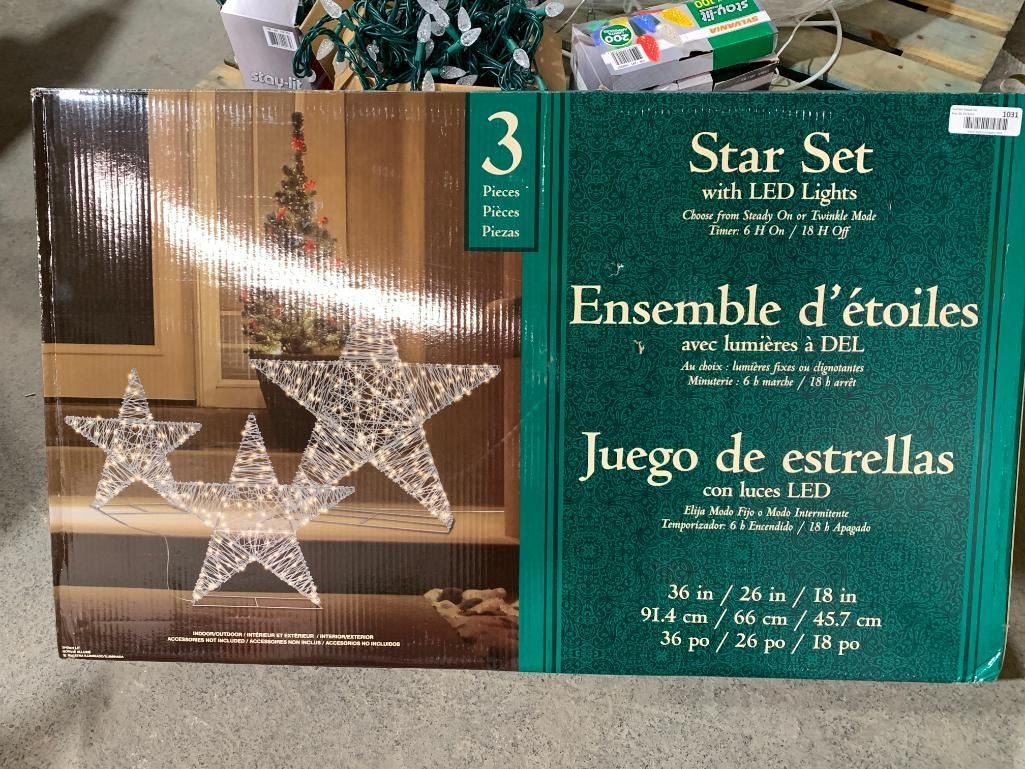 stay-lit
stay-lit
SYLVANIA
200
1031
3
Pieces
Pièces
Piezas
Star Set
with LED Lights
Choose from Steady On or Twinkle Mode
Timer: 6 H On / 18 H Off
Ensemble d'étoiles
avec lumières à DEL
Au choix : lumières fixes ou clignotantes
Minuterie : 6 h marche / 18 h arrêt
Juego de estrellas
con luces LED
Elija Modo Fijo o Modo Intermitente
Temporizador: 6 h Encendido / 18 h Apagado
36 in / 26 in / 18 in
91.4 cm / 66 cm / 45.7 cm
36 po / 26 po / 18 po
INDOOR/OUTDOOR / INTÉRIEUR ET EXTÉRIEUR / INTERIOR/EXTERIOR
ACCESSORIES NOT INCLUDED / ACCESSOIRES NON INCLUS / ACCESORIOS NO INCLUIDOS